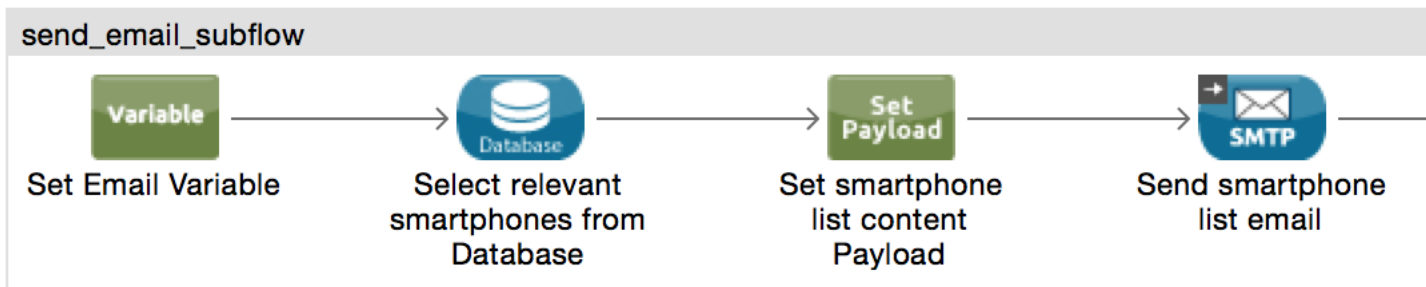 send_email_subflow
Variable
Database
Set
Payload
SMTP
Set Email Variable
Select relevant
smartphones from
Database
Set smartphone
list content
Payload
Send smartphone
list email